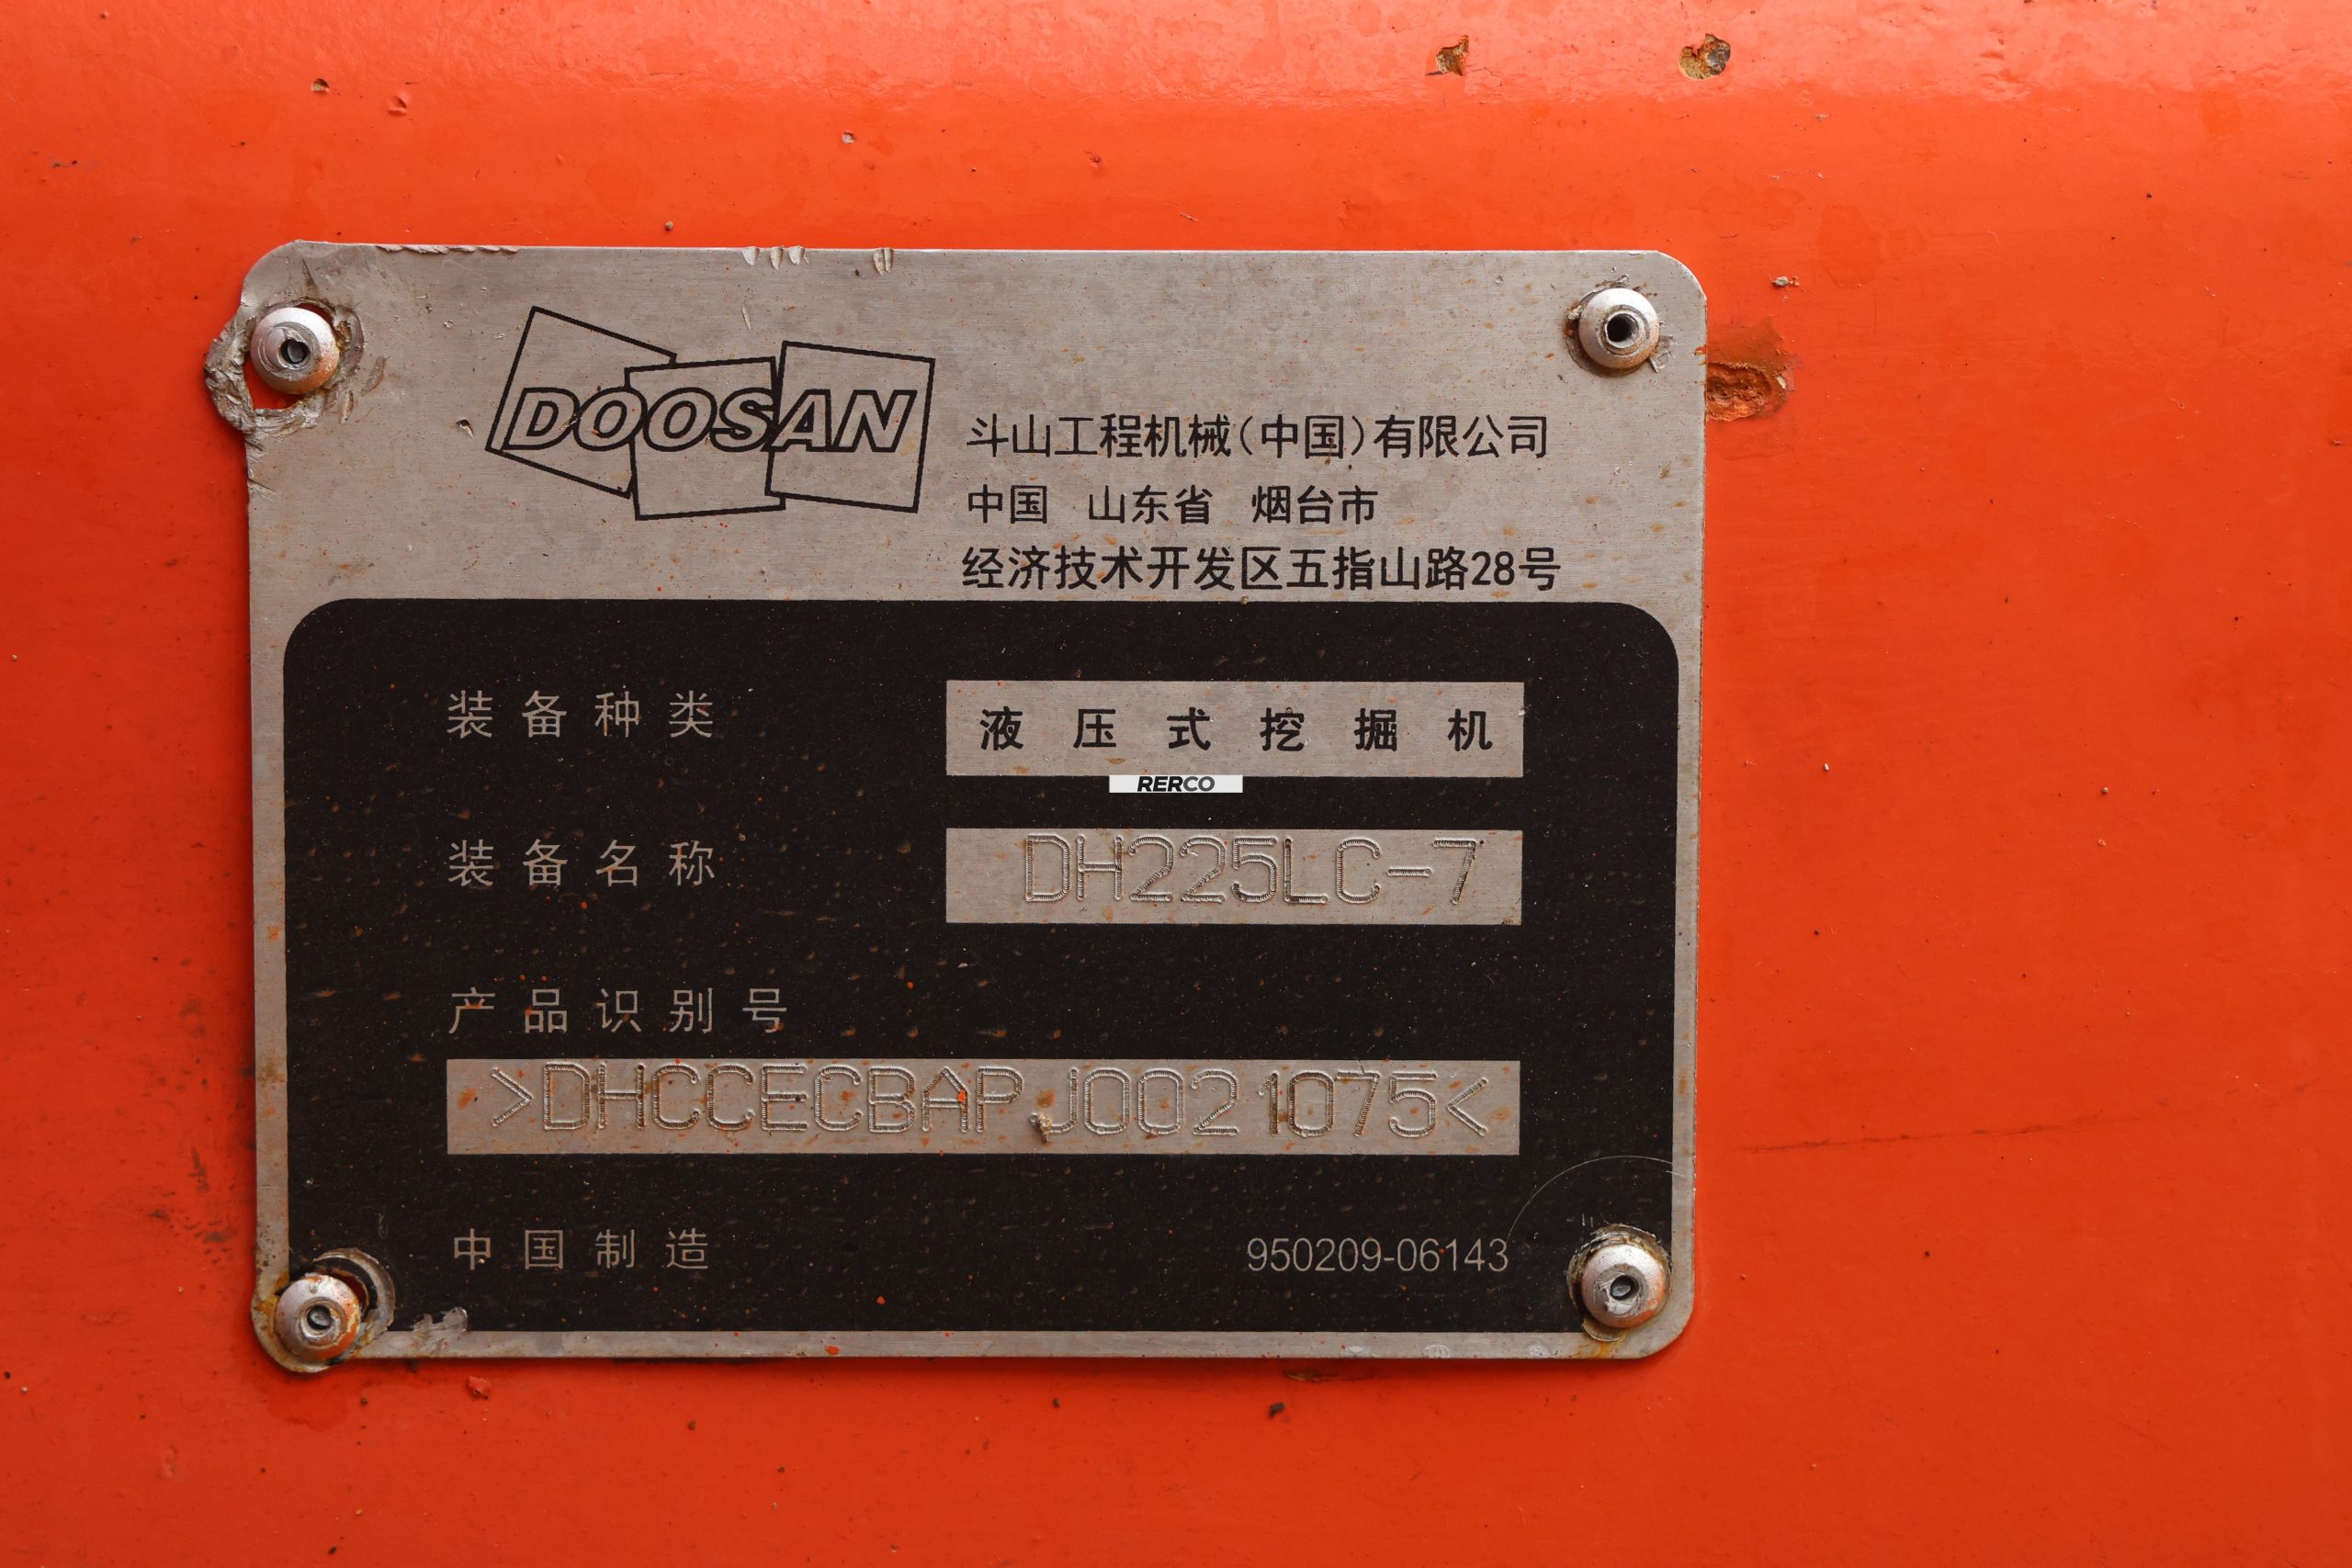 DOOSAN
斗山工程机械(中国)有限公司
中国 山东省 烟台市
经济技术开发区五指山路28号
装备种类 液压式挖掘机
RERCO
装备名称 DH225LC-7
产品识别号
>DHCCECBAPJ0021075<
中国制造 950209-06143